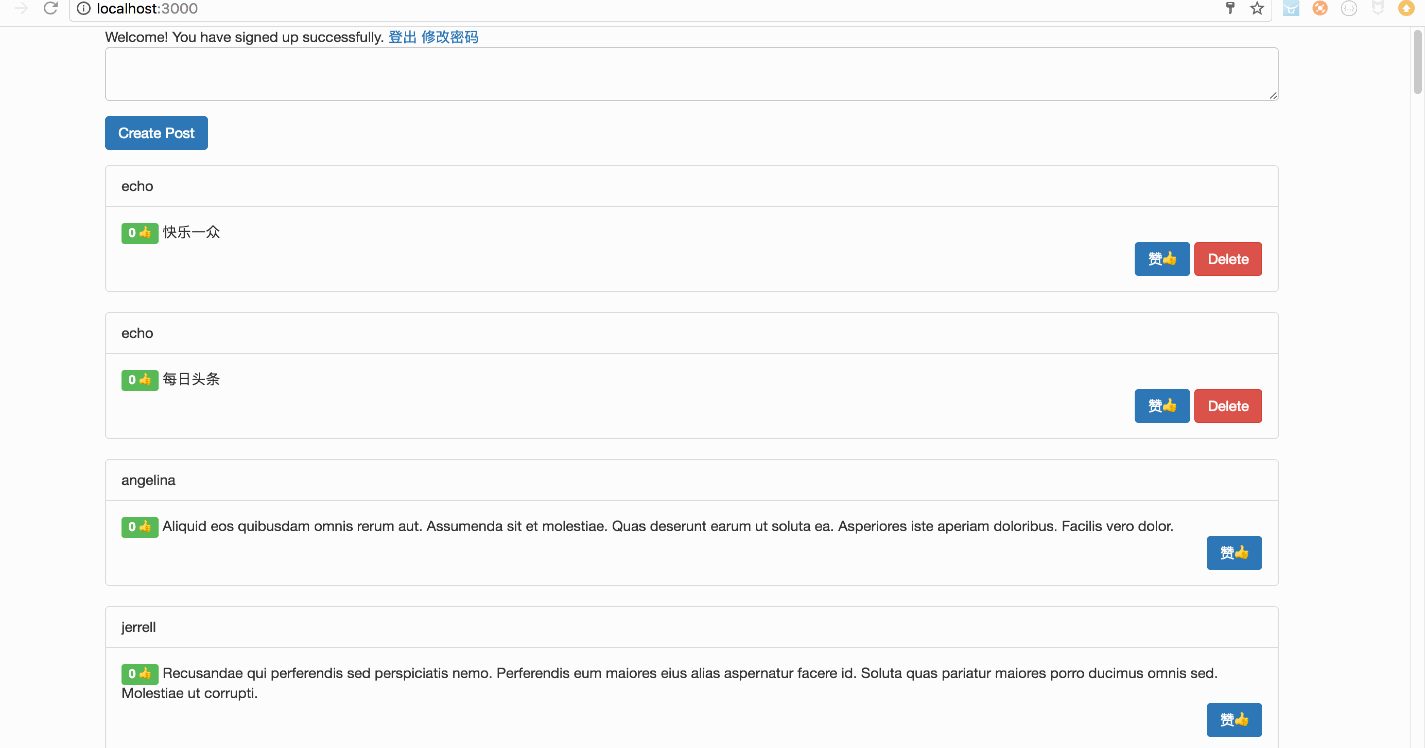 localhost:3000
Welcome! You have signed up successfully. 登出 修改密码
Create Post
echo
0👍 快乐一众
赞👍 Delete
echo
0👍 每日头条
赞👍 Delete
angelina
0👍 Aliquid eos quibusdam omnis rerum aut. Assumenda sit et molestiae. Quas deserunt earum ut soluta ea. Asperiores iste aperiam doloribus. Facilis vero dolor.
赞👍
jerrell
0👍 Recusandae qui perferendis sed perspiciatis nemo. Perferendis eum maiores eius alias aspernatur facere id. Soluta quas pariatur maiores porro ducimus omnis sed.
Molestiae ut corrupti.
赞👍